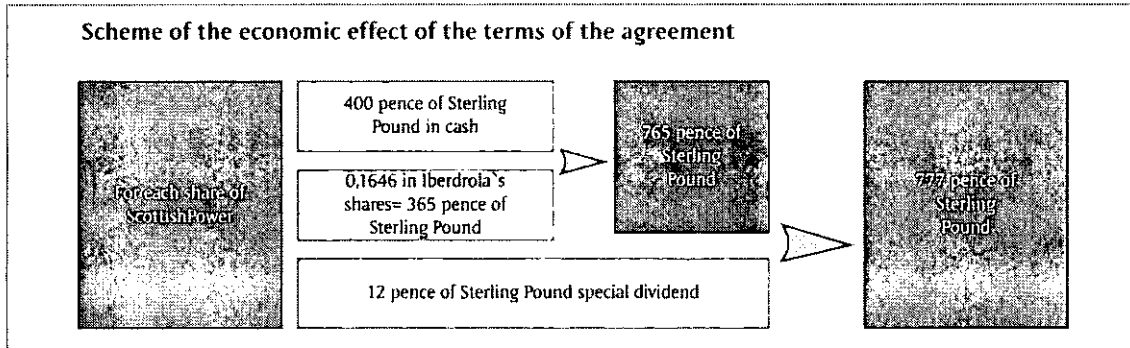 Scheme of the economic effect of the terms of the agreement
For each share of
ScottishPower
400 pence of Sterling
Pound in cash
0,1646 in Iberdrola`s
shares= 365 pence of
Sterling Pound
12 pence of Sterling Pound special dividend
765 pence of
Sterling
Pound
777 pence of
Sterling
Pound